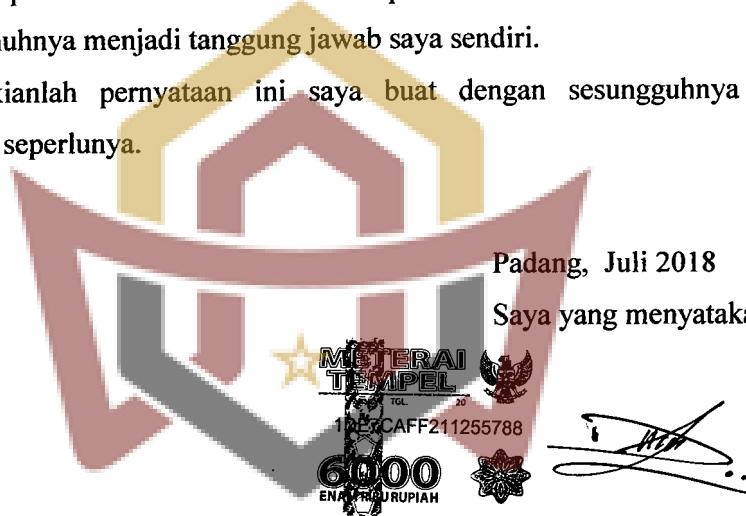 nuhnya menjadi tanggung jawab saya sendiri.
kianlah pernyataan ini saya buat dengan sesungguhnya
seperlunya.
Padang, Juli 2018
Saya yang menyataka
METERAI
TEMPEL
TGL. 20
CAFF211255788
6000
ENAM RIBU RUPIAH